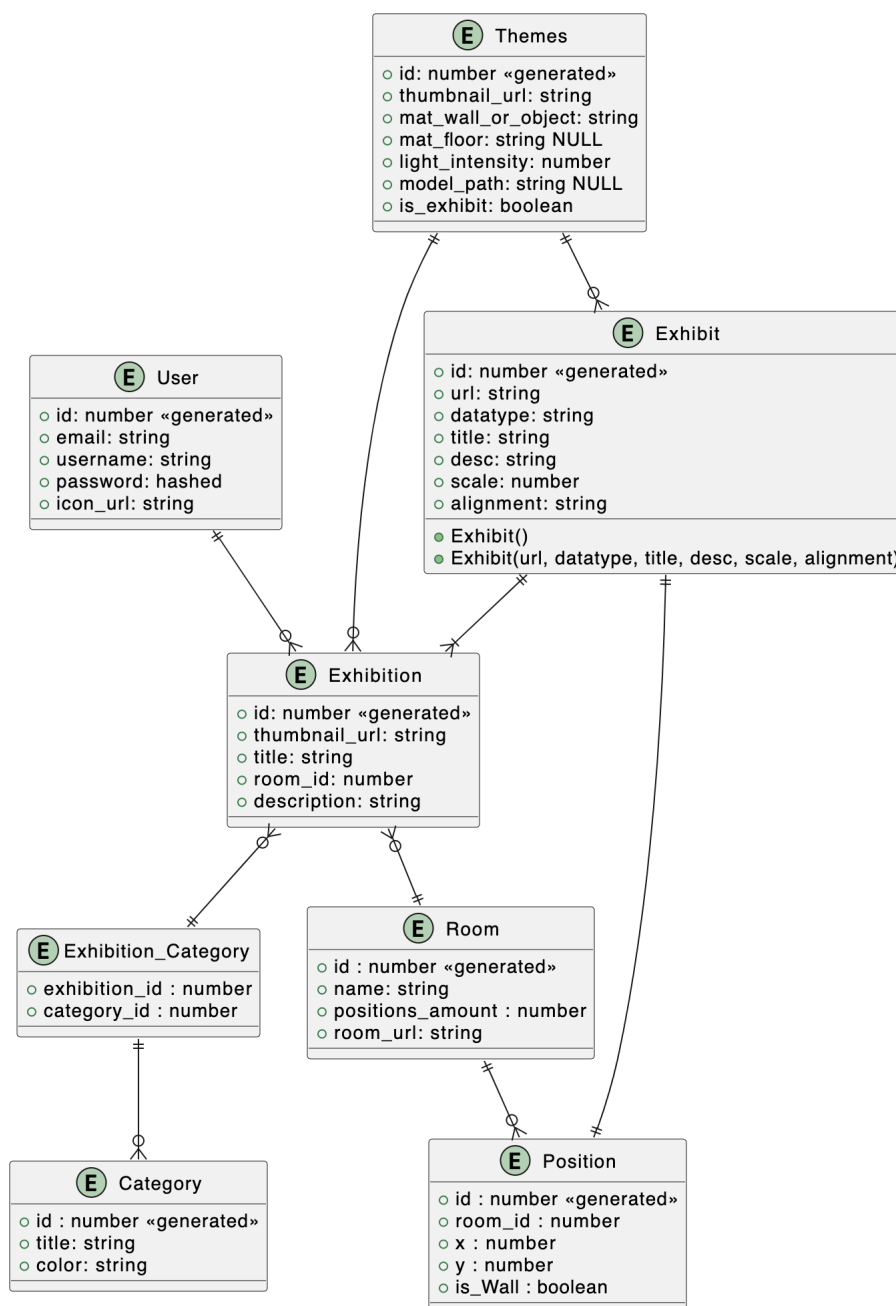 E Themes
id: number «generated»
thumbnail_url: string
mat_wall_or_object: string
mat_floor: string NULL
light_intensity: number
model_path: string NULL
is_exhibit: boolean
E Exhibit
id: number «generated»
url: string
datatype: string
title: string
desc: string
scale: number
alignment: string
Exhibit()
Exhibit(url, datatype, title, desc, scale, alignment)
E User
id: number «generated»
email: string
username: string
password: hashed
icon_url: string
E Exhibition
id: number «generated»
thumbnail_url: string
title: string
room_id: number
description: string
E Exhibition_Category
exhibition_id : number
category_id : number
E Room
id : number «generated»
name: string
positions_amount : number
room_url: string
E Category
id : number «generated»
title: string
color: string
E Position
id : number «generated»
room_id : number
x : number
y : number
is_Wall : boolean